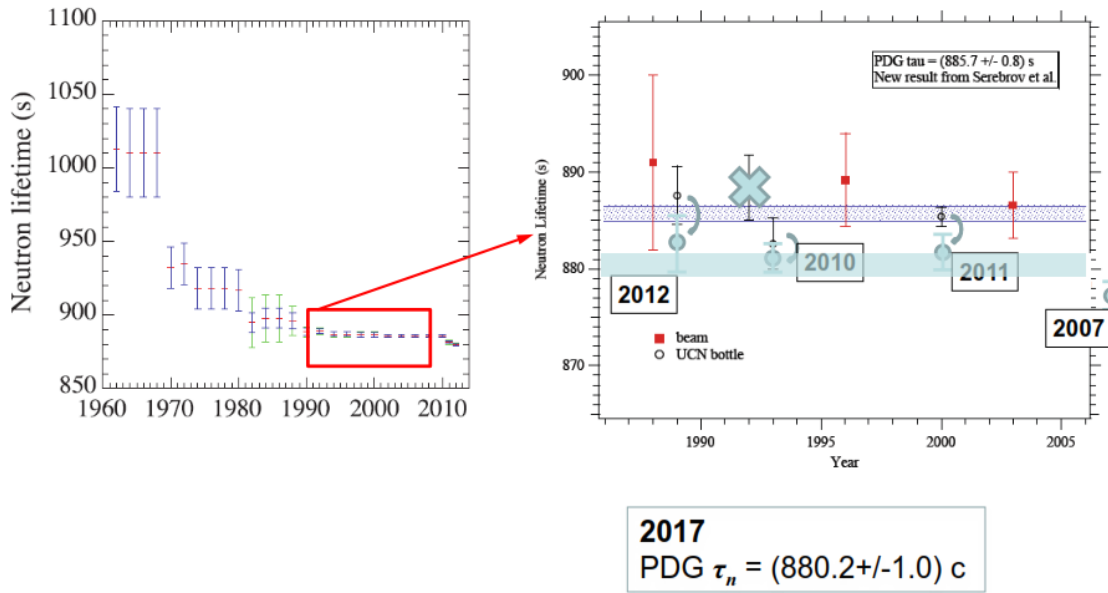 1100
1050
1000
950
900
850
1960 1970 1980 1990 2000 2010
Neutron lifetime (s)
PDG tau = (885.7 +/- 0.8) s
New result from Serebrov et al.
900
890
880
870
Neutron Lifetime (s)
2010
2011
2012
2007
beam
UCN bottle
1990 1995 2000 2005
Year
2017
PDG τn = (880.2+/-1.0) c